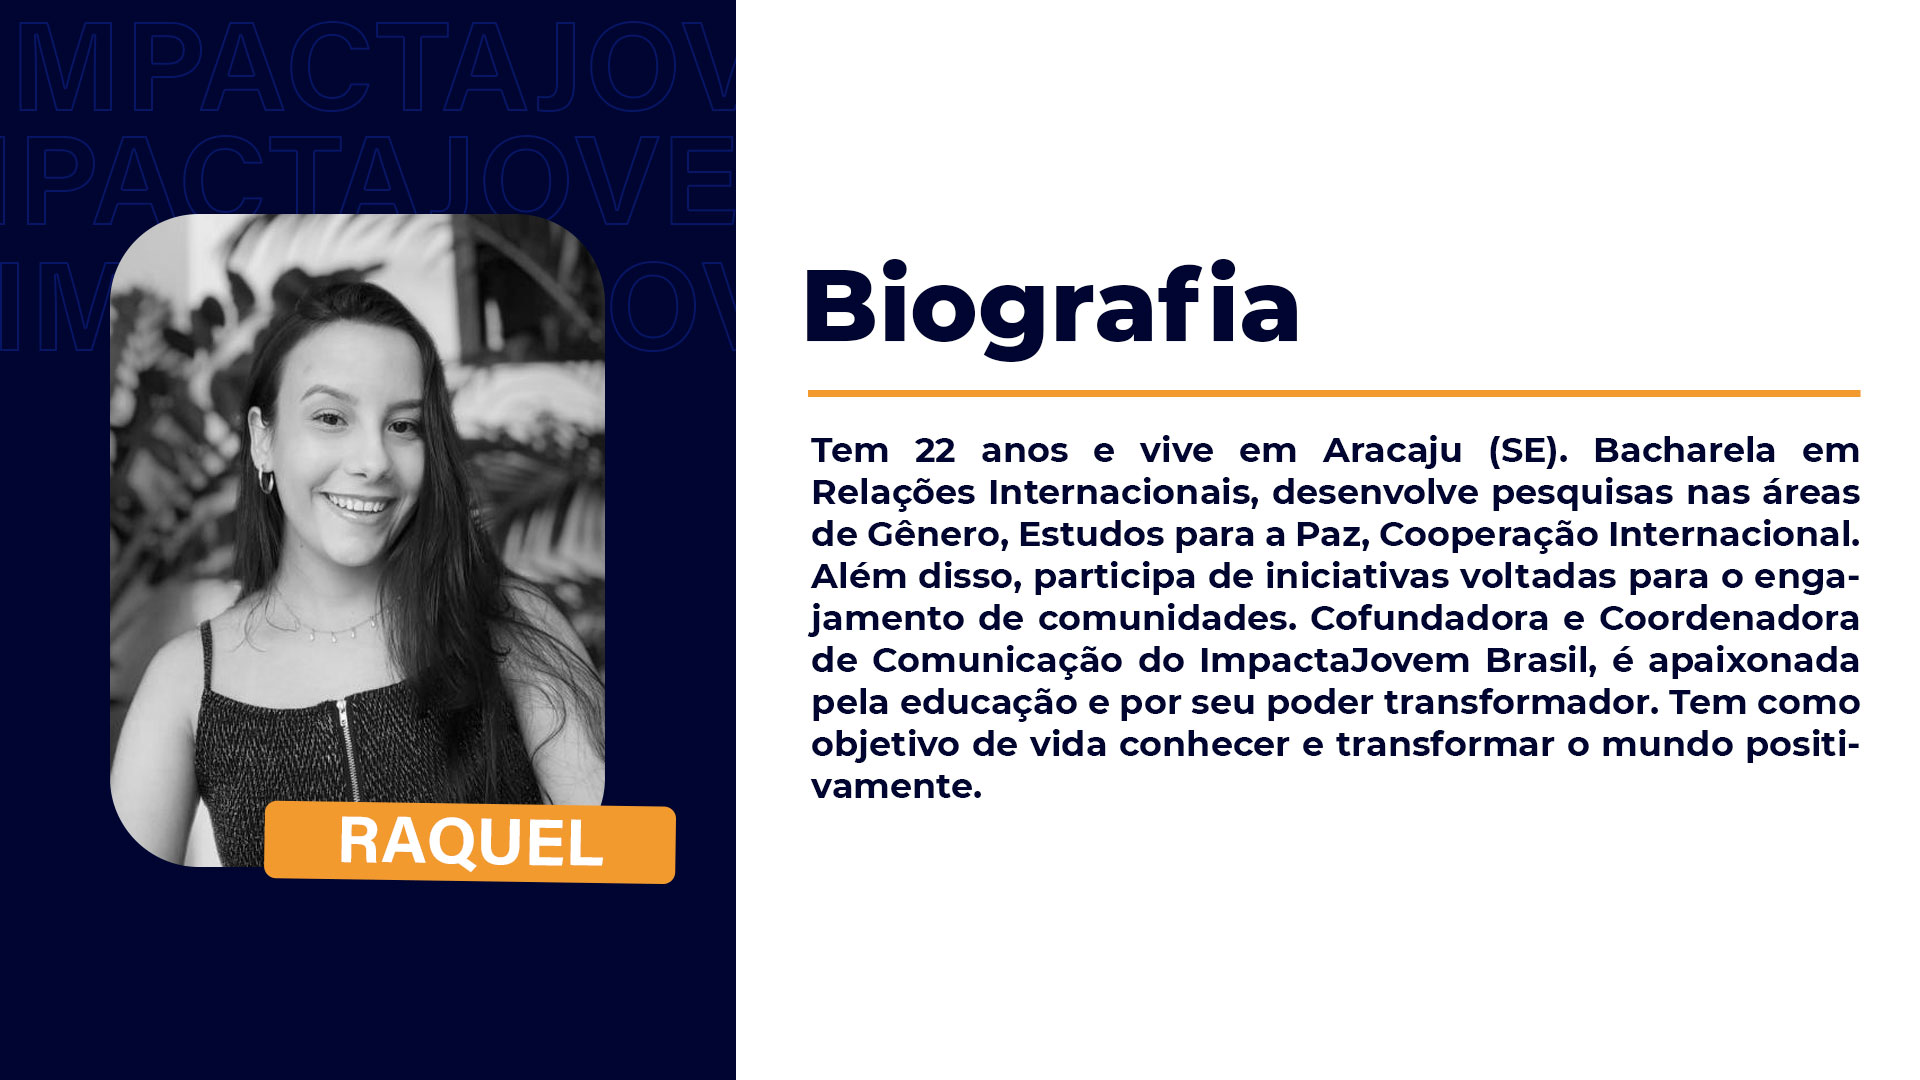 MPACTAJOV
MPACTAJOVE
IM OV
RAQUEL
Biografia
Tem 22 anos e vive em Aracaju (SE). Bacharela em
Relações Internacionais, desenvolve pesquisas nas áreas
de Gênero, Estudos para a Paz, Cooperação Internacional.
Além disso, participa de iniciativas voltadas para o enga-
jamento de comunidades. Cofundadora e Coordenadora
de Comunicação do ImpactaJovem Brasil, é apaixonada
pela educação e por seu poder transformador. Tem como
objetivo de vida conhecer e transformar o mundo positi-
vamente.